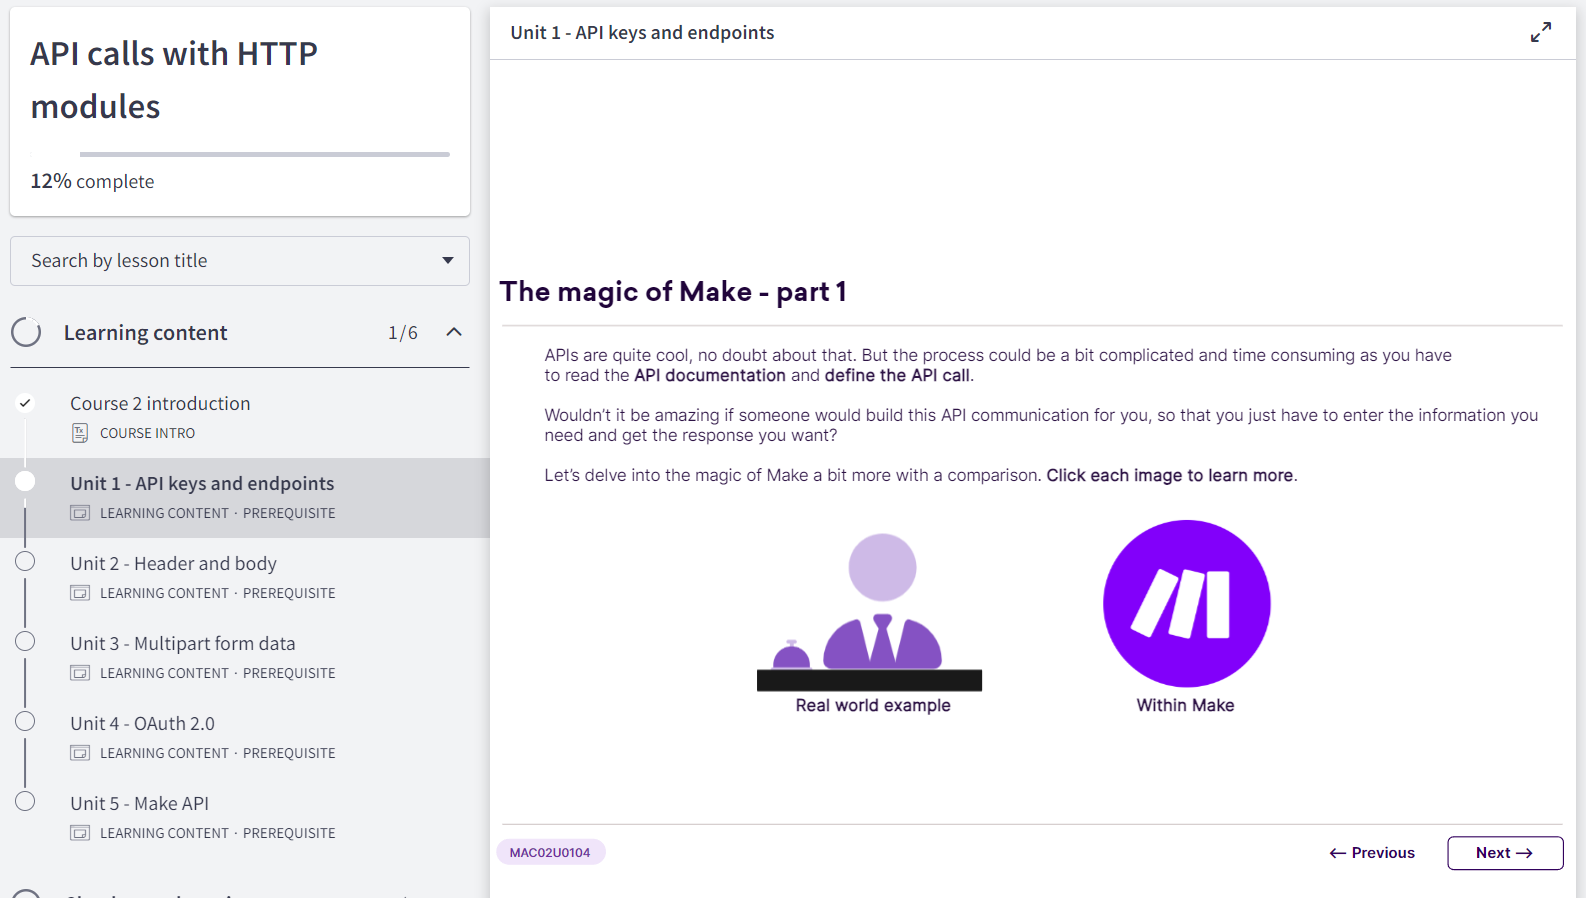 API calls with HTTP
modules
12% complete
Search by lesson title
Learning content 1/6
Course 2 introduction
COURSE INTRO
Unit 1 - API keys and endpoints
LEARNING CONTENT · PREREQUISITE
Unit 2 - Header and body
LEARNING CONTENT · PREREQUISITE
Unit 3 - Multipart form data
LEARNING CONTENT · PREREQUISITE
Unit 4 - OAuth 2.0
LEARNING CONTENT · PREREQUISITE
Unit 5 - Make API
LEARNING CONTENT · PREREQUISITE
Unit 1 - API keys and endpoints
The magic of Make - part 1
APIs are quite cool, no doubt about that. But the process could be a bit complicated and time consuming as you have
to read the API documentation and define the API call.
Wouldn't it be amazing if someone would build this API communication for you, so that you just have to enter the information you
need and get the response you want?
Let's delve into the magic of Make a bit more with a comparison. Click each image to learn more.
Real world example
Within Make
MAC02U0104
← Previous
Next →